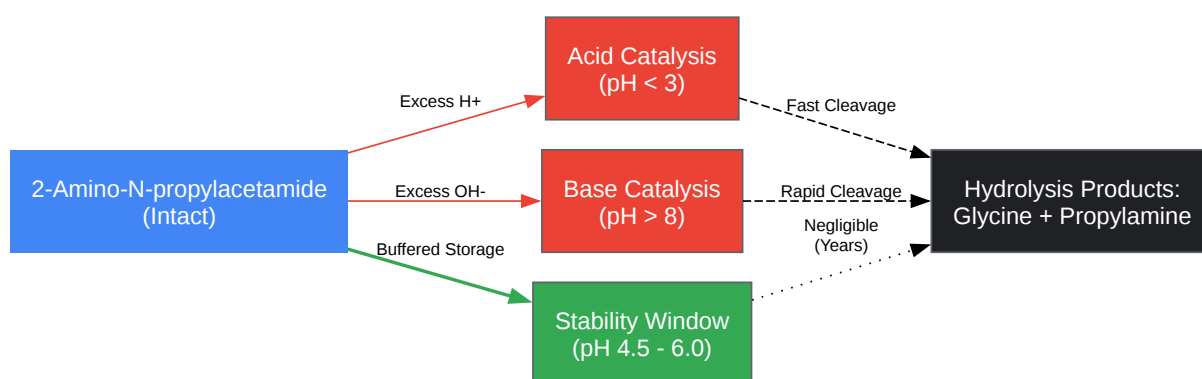 Acid Catalysis
(pH < 3)
Excess H+
Fast Cleavage
2-Amino-N-propylacetamide
(Intact)
Excess OH-
Base Catalysis
(pH > 8)
Rapid Cleavage
Hydrolysis Products:
Glycine + Propylamine
Negligible
(Years)
Buffered Storage
Stability Window
(pH 4.5 - 6.0)